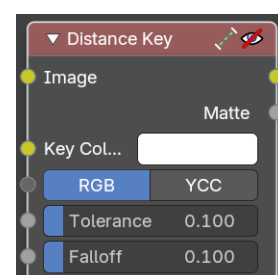 Distance Key
Image
Matte
Key Col...
RGB YCC
Tolerance 0.100
Falloff 0.100